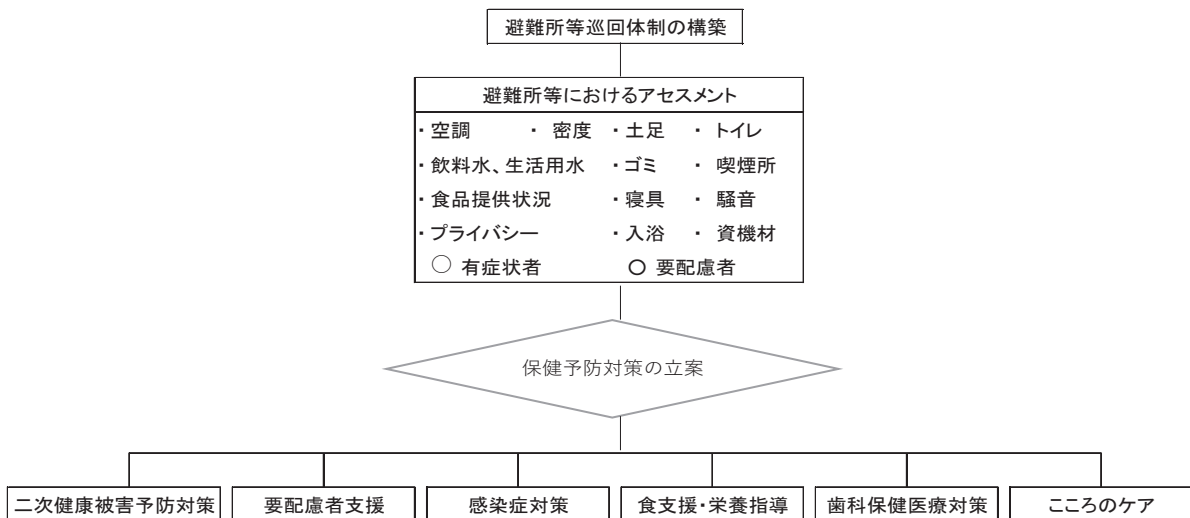 避難所等巡回体制の構築
避難所等におけるアセスメント
・空調 ・ 密度 ・土足 ・ トイレ
・飲料水、生活用水 ・ゴミ ・ 喫煙所
・食品提供状況 ・寝具 ・ 騒音
・プライバシー ・入浴 ・ 資機材
○ 有症状者 ○ 要配慮者
保健予防対策の立案
二次健康被害予防対策 要配慮者支援 感染症対策 食支援・栄養指導 歯科保健医療対策 こころのケア